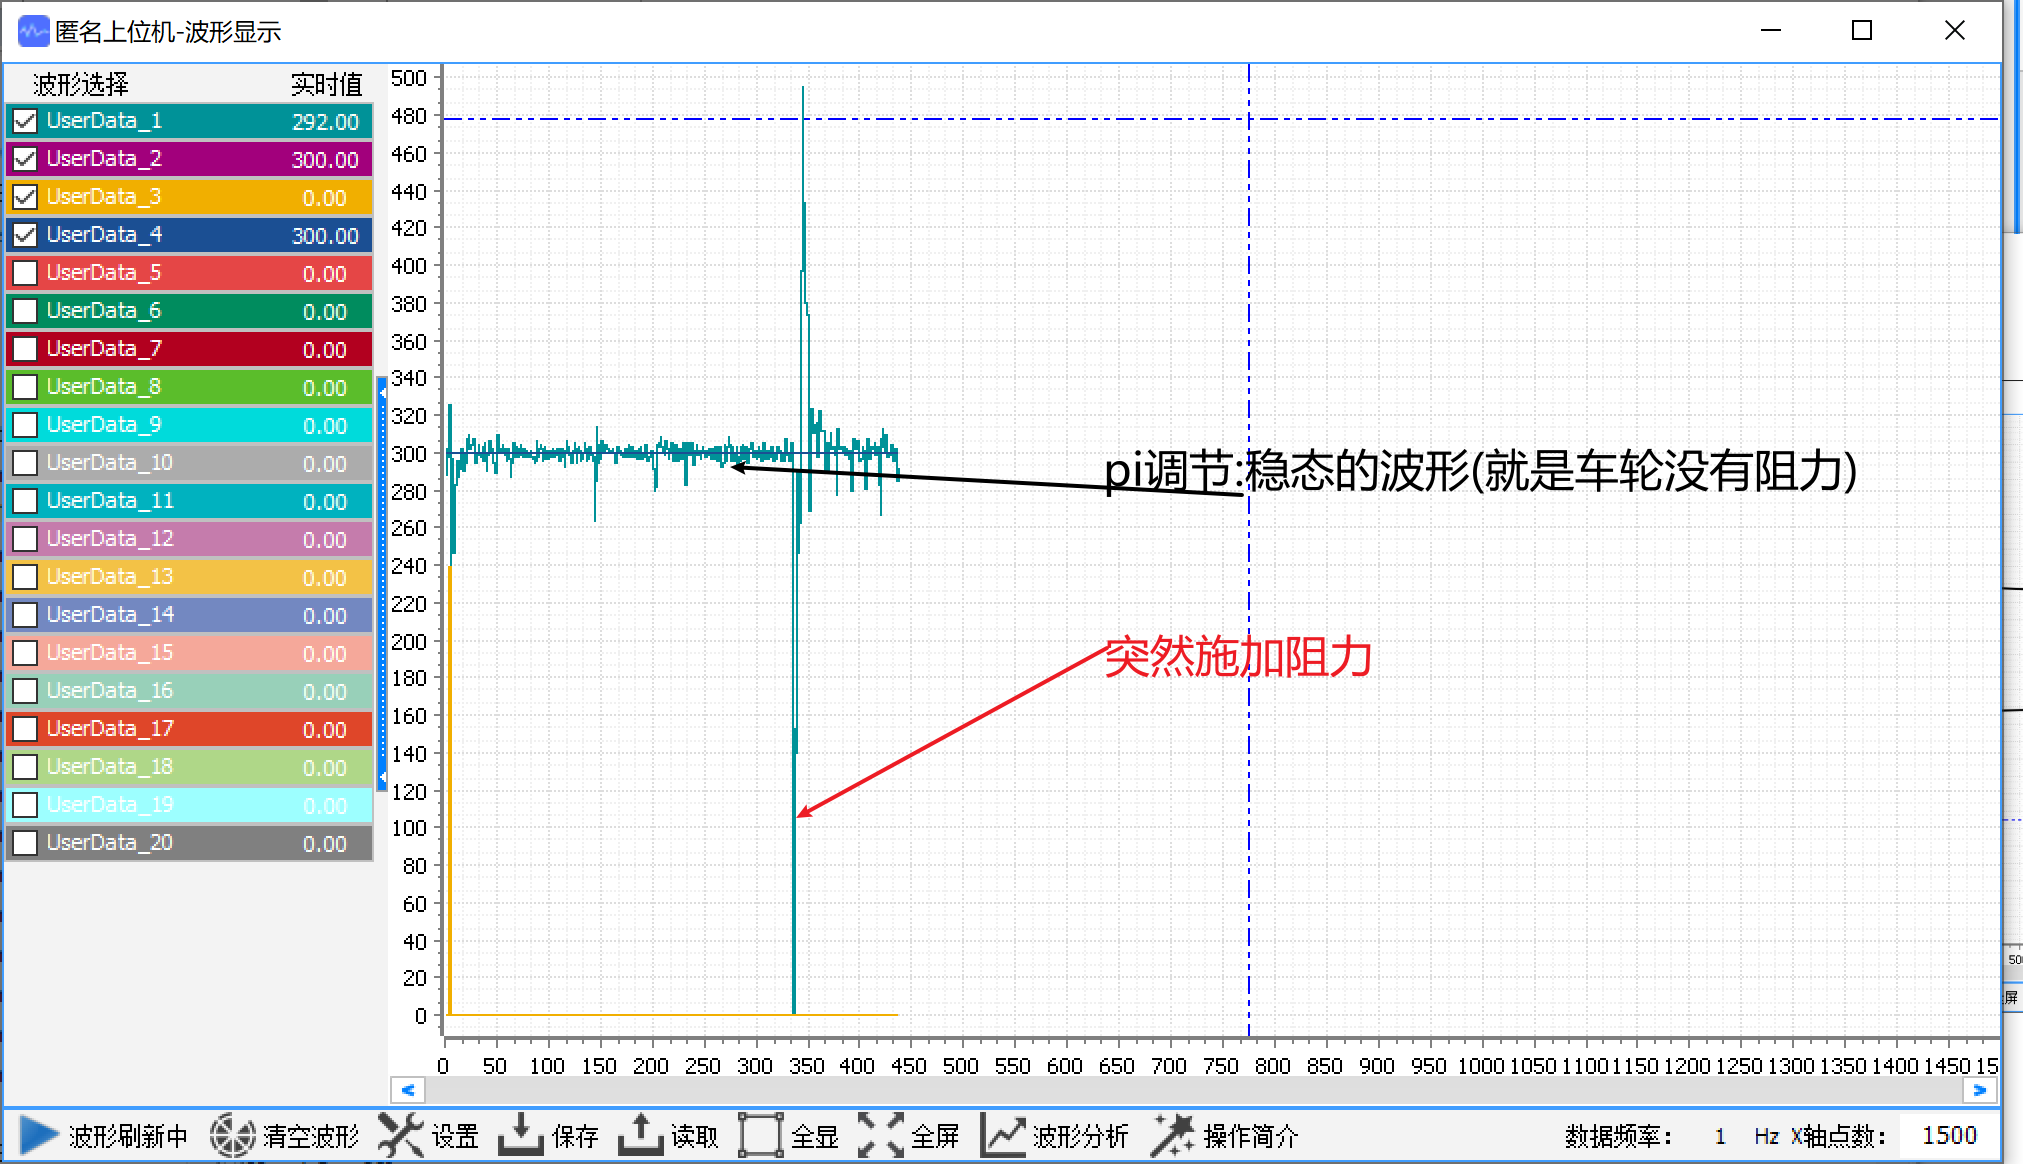 匿名上位机-波形显示
波形选择 实时值
UserData_1 292.00
UserData_2 300.00
UserData_3 0.00
UserData_4 300.00
UserData_5 0.00
UserData_6 0.00
UserData_7 0.00
UserData_8 0.00
UserData_9 0.00
UserData_10 0.00
UserData_11 0.00
UserData_12 0.00
UserData_13 0.00
UserData_14 0.00
UserData_15 0.00
UserData_16 0.00
UserData_17 0.00
UserData_18 0.00
UserData_19 0.00
UserData_20 0.00
500
480
460
440
420
400
380
360
340
320
300
280
260
240
220
200
180
160
140
120
100
80
60
40
20
0
pi调节:稳态的波形(就是车轮没有阻力)
突然施加阻力
0 50 100 150 200 250 300 350 400 450 500 550 600 650 700 750 800 850 900 950 1000 1050 1100 1150 1200 1250 1300 1350 1400 1450 15
< >
波形刷新中 清空波形 设置 保存 读取 全显 全屏 波形分析 操作简介 数据频率: 1 Hz X轴点数: 1500
500
屏